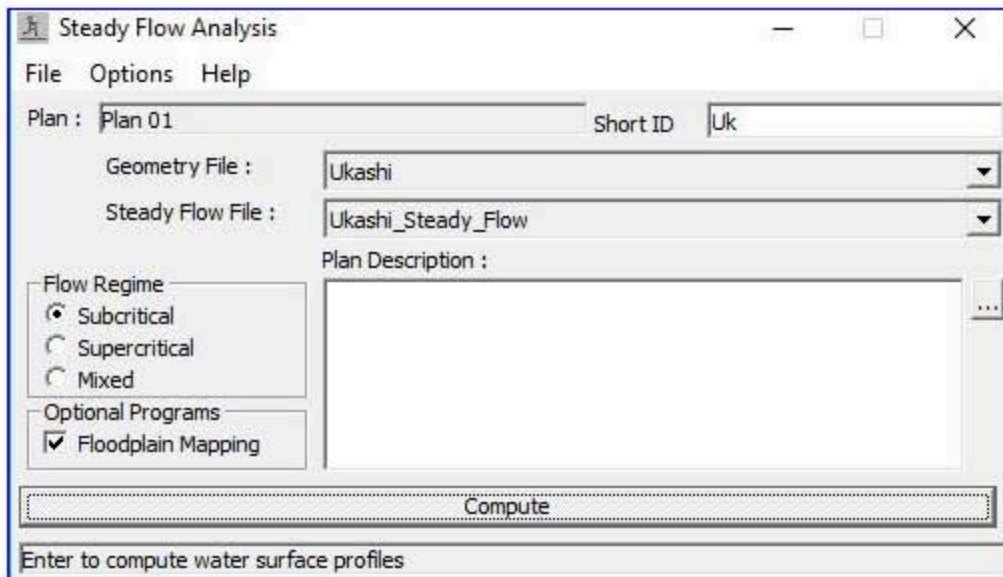 Steady Flow Analysis
File Options Help
Plan : Plan 01 Short ID Uk
Geometry File : Ukashi
Steady Flow File : Ukashi_Steady_Flow
Plan Description :
Flow Regime
Subcritical
Supercritical
Mixed
Optional Programs
Floodplain Mapping
...
Compute
Enter to compute water surface profiles